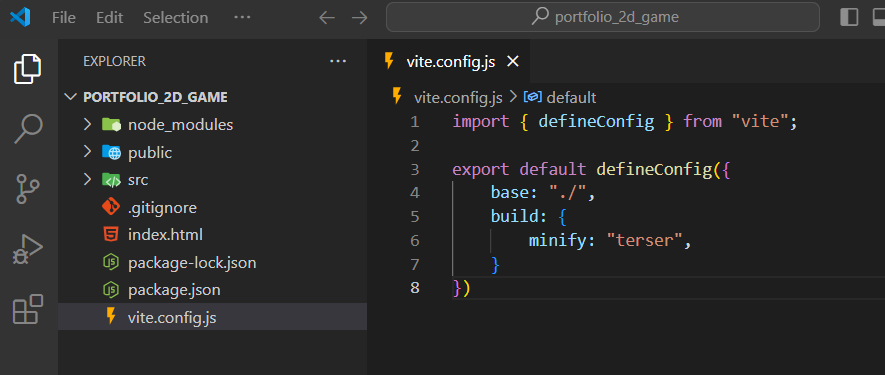 File Edit Selection ··· portfolio_2d_game
EXPLORER ···
PORTFOLIO_2D_GAME
node_modules
public
src
.gitignore
index.html
package-lock.json
package.json
vite.config.js
vite.config.js
vite.config.js > default
1 import { defineConfig } from "vite";
2
3 export default defineConfig({
4 base: "./",
5 build: {
6 minify: "terser",
7 }
8 })